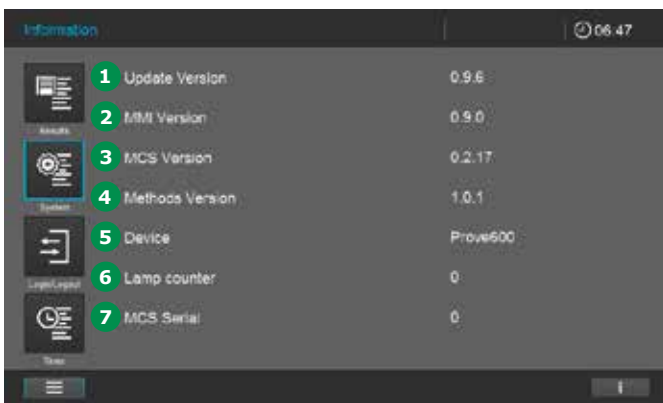 Information
06:47
1 Update Version 0.9.6
2 MMI Version 0.9.0
Results
3 MCS Version 0.2.17
4 Methods Version 1.0.1
System
5 Device Prove600
6 Lamp counter 0
Login/Logout
7 MCS Serial 0
Timer
i